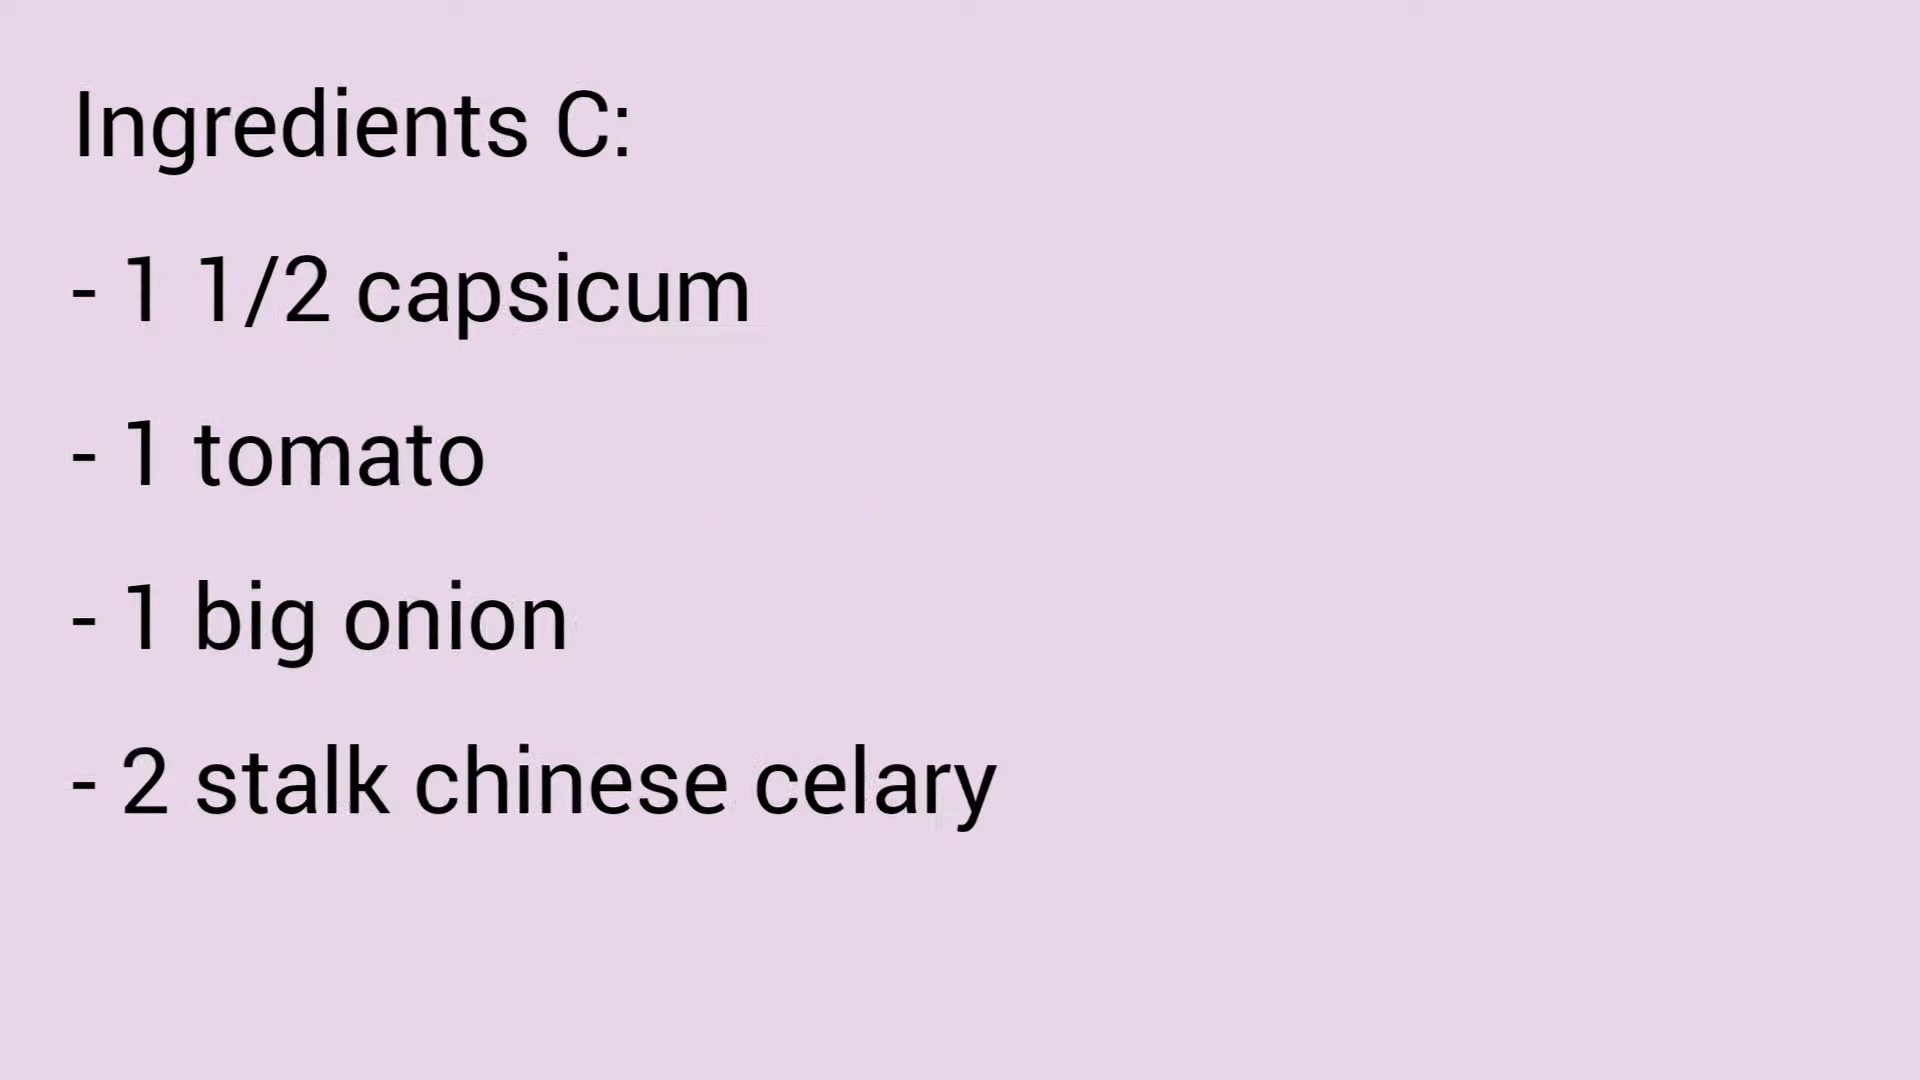 Ingredients C:
- 1 1/2 capsicum
- 1 tomato
- 1 big onion
- 2 stalk chinese celary